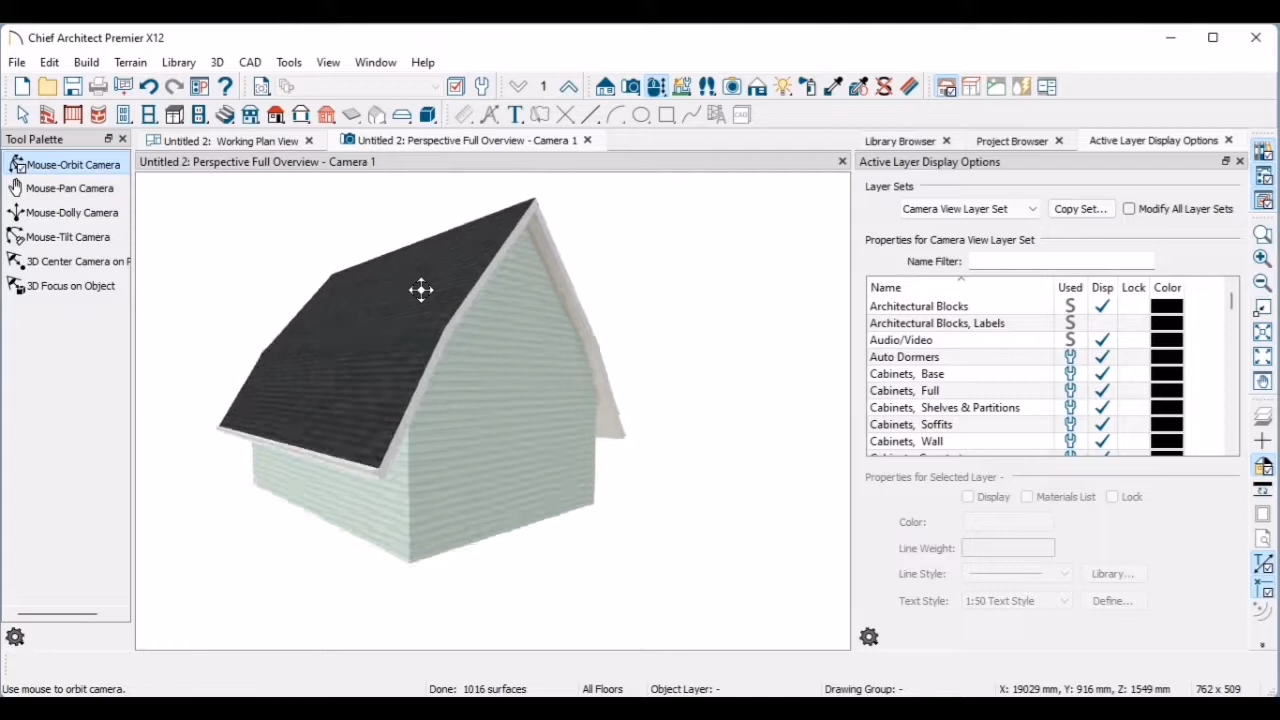 Chief Architect Premier X12
File Edit Build Terrain Library 3D CAD Tools View Window Help
1
Tool Palette
Untitled 2: Working Plan View
Untitled 2: Perspective Full Overview - Camera 1
Library Browser
Project Browser
Active Layer Display Options
Mouse-Orbit Camera
Mouse-Pan Camera
Mouse-Dolly Camera
Mouse-Tilt Camera
3D Center Camera on P
3D Focus on Object
Untitled 2: Perspective Full Overview - Camera 1
Active Layer Display Options
Layer Sets
Camera View Layer Set Copy Set... Modify All Layer Sets
Properties for Camera View Layer Set
Name Filter:
Name Used Disp Lock Color
Architectural Blocks S
Architectural Blocks, Labels S
Audio/Video S
Auto Dormers
Cabinets, Base
Cabinets, Full
Cabinets, Shelves & Partitions
Cabinets, Soffits
Cabinets, Wall
Properties for Selected Layer -
Display Materials List Lock
Color:
Line Weight:
Line Style: Library...
Text Style: 1:50 Text Style Define...
Use mouse to orbit camera. Done: 1016 surfaces All Floors Object Layer: - Drawing Group: - X: 19029 mm, Y: 916 mm, Z: 1549 mm 762 x 509